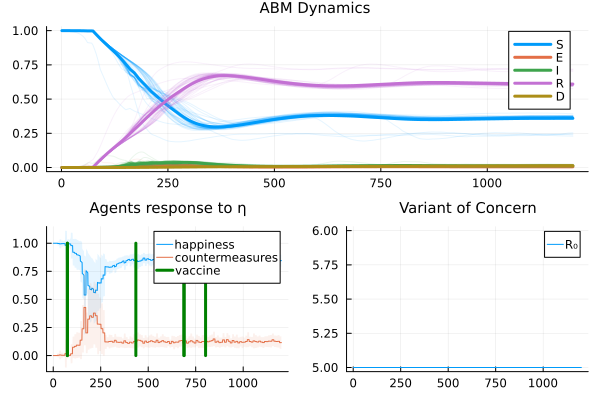 ABM Dynamics
1.00
0.75
0.50
0.25
0.00
S
E
I
R
D
0 250 500 750 1000
Agents response to η
1.00
0.75
0.50
0.25
0.00
happiness
countermeasures
vaccine
0 250 500 750 1000
Variant of Concern
6.00
5.75
5.50
5.25
5.00
R₀
0 250 500 750 1000